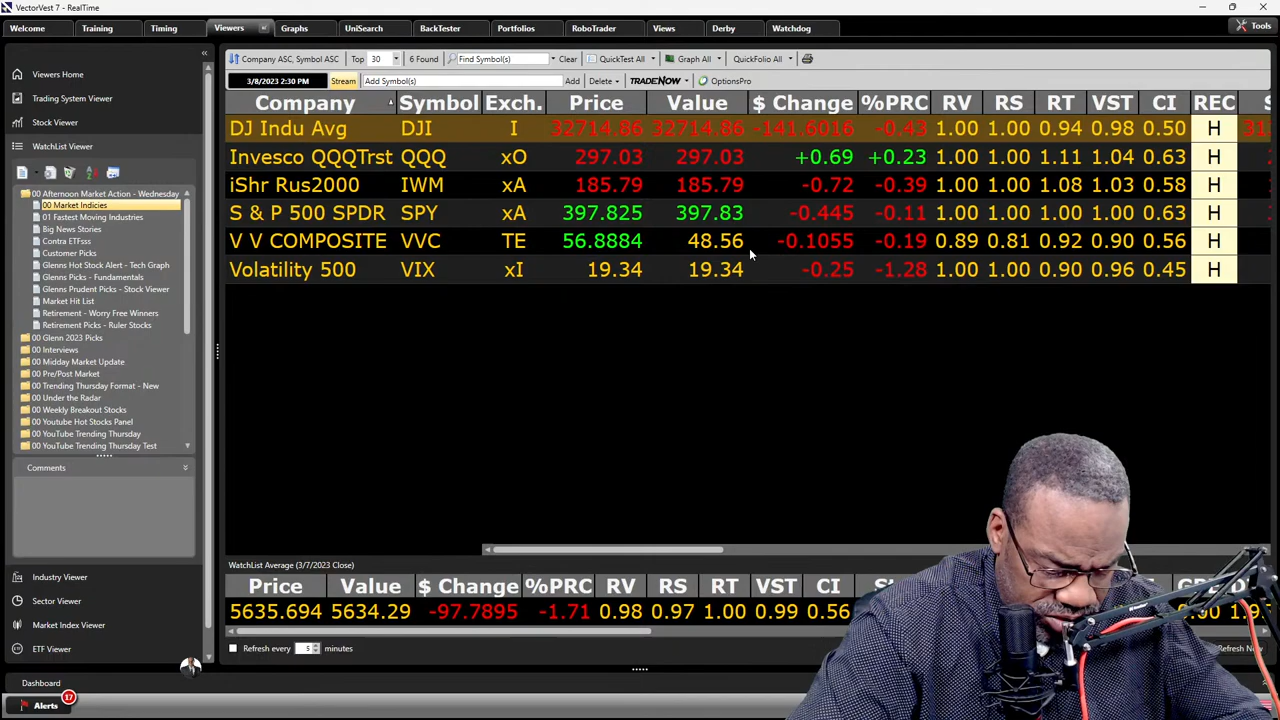 VectorVest 7 - RealTime
Welcome Training Timing Viewers Graphs UniSearch BackTester Portfolios RoboTrader Views Derby Watchdog Tools
Company ASC, Symbol ASC Top 30 6 Found Find Symbol(s) Clear QuickTest All Graph All QuickFolio All
3/8/2023 2:30 PM Stream Add Symbol(s) Add Delete TRADENOW OptionsPro
Viewers Home
Trading System Viewer
Stock Viewer
WatchList Viewer
00 Afternoon Market Action - Wednesday
00 Market Indicies
01 Fastest Moving Industries
Big News Stories
Contra ETFsss
Customer Picks
Glenns Hot Stock Alert - Tech Graph
Glenns Picks - Fundamentals
Glenns Prudent Picks - Stock Viewer
Market Hit List
Retirement - Worry Free Winners
Retirement Picks - Ruler Stocks
00 Glenn 2023 Picks
00 Interviews
00 Midday Market Update
00 Pre/Post Market
00 Trending Thursday Format - New
00 Under the Radar
00 Weekly Breakout Stocks
00 Youtube Hot Stocks Panel
00 YouTube Trending Thursday
00 YouTube Trending Thursday Test
Comments
Industry Viewer
Sector Viewer
Market Index Viewer
ETF Viewer
Company Symbol Exch. Price Value $ Change %PRC RV RS RT VST CI REC
DJ Indu Avg DJI I 32714.86 32714.86 -141.6016 -0.43 1.00 1.00 0.94 0.98 0.50 H
Invesco QQQTrst QQQ xO 297.03 297.03 +0.69 +0.23 1.00 1.00 1.11 1.04 0.63 H
iShr Rus2000 IWM xA 185.79 185.79 -0.72 -0.39 1.00 1.00 1.08 1.03 0.58 H
S & P 500 SPDR SPY xA 397.825 397.83 -0.445 -0.11 1.00 1.00 1.00 1.00 0.63 H
V V COMPOSITE VVC TE 56.8884 48.56 -0.1055 -0.19 0.89 0.81 0.92 0.90 0.56 H
Volatility 500 VIX xI 19.34 19.34 -0.25 -1.28 1.00 1.00 0.90 0.96 0.45 H
WatchList Average (3/7/2023 Close)
Price Value $ Change %PRC RV RS RT VST CI
5635.694 5634.29 -97.7895 -1.71 0.98 0.97 1.00 0.99 0.56
Refresh every 5 minutes
Dashboard
Alerts 17